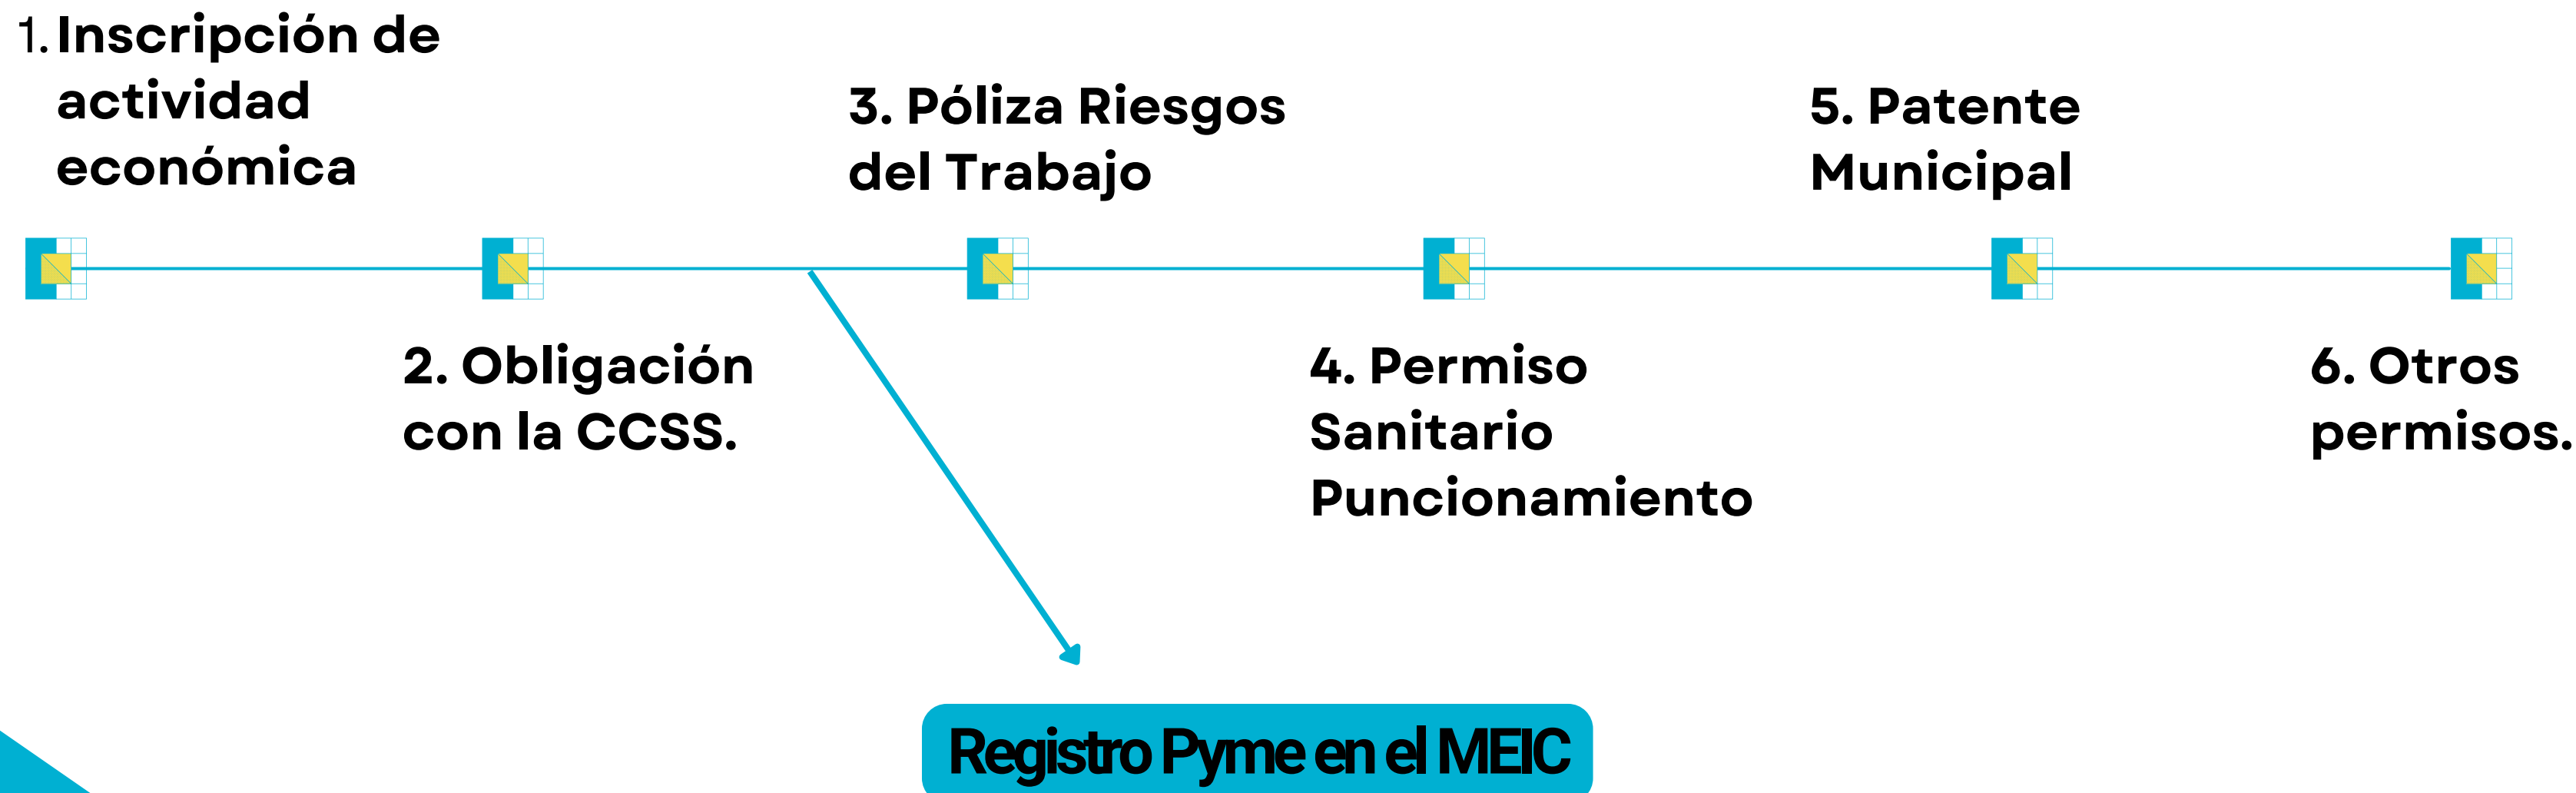 1. Inscripción de
actividad
económica
2. Obligación
con la CCSS.
3. Póliza Riesgos
del Trabajo
4. Permiso
Sanitario
Puncionamiento
5. Patente
Municipal
6. Otros
permisos.
Registro Pyme en el MEIC